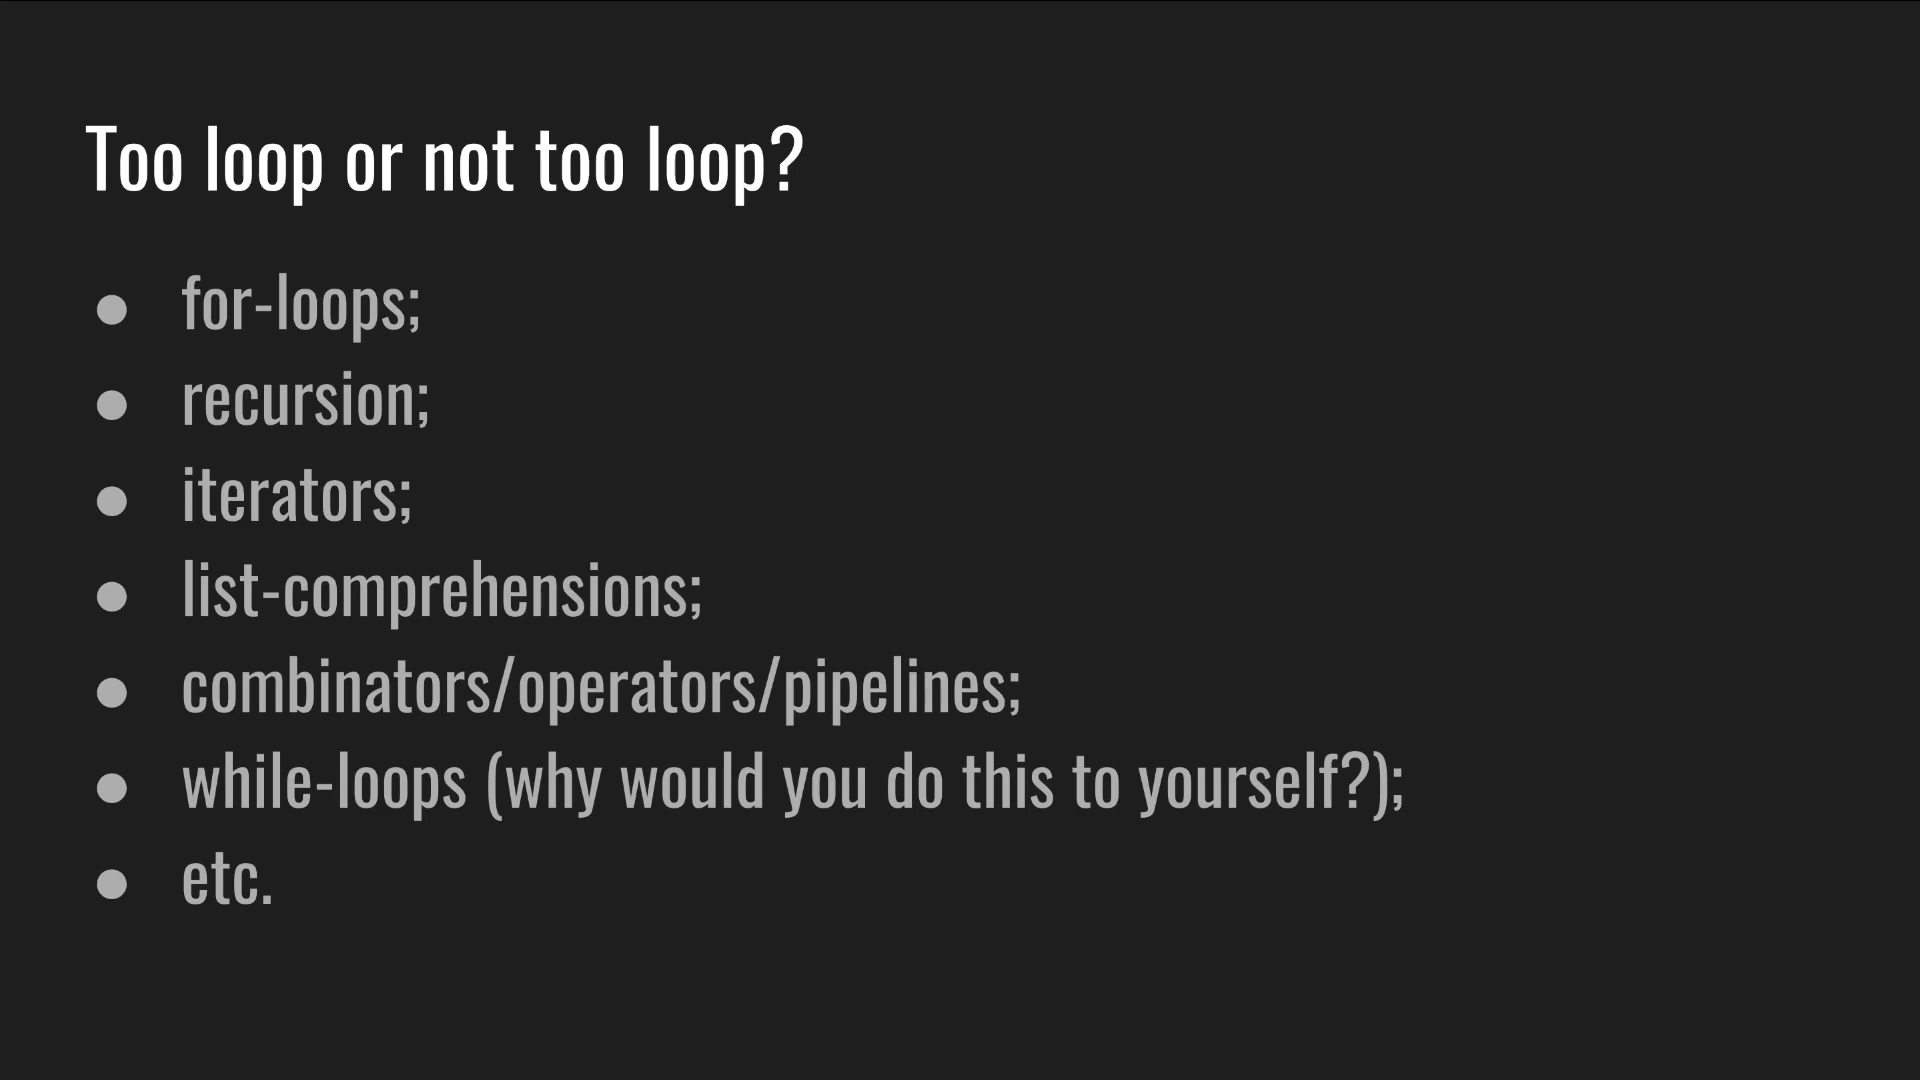 Too loop or not too loop?
● for-loops;
● recursion;
● iterators;
● list-comprehensions;
● combinators/operators/pipelines;
● while-loops (why would you do this to yourself?);
● etc.